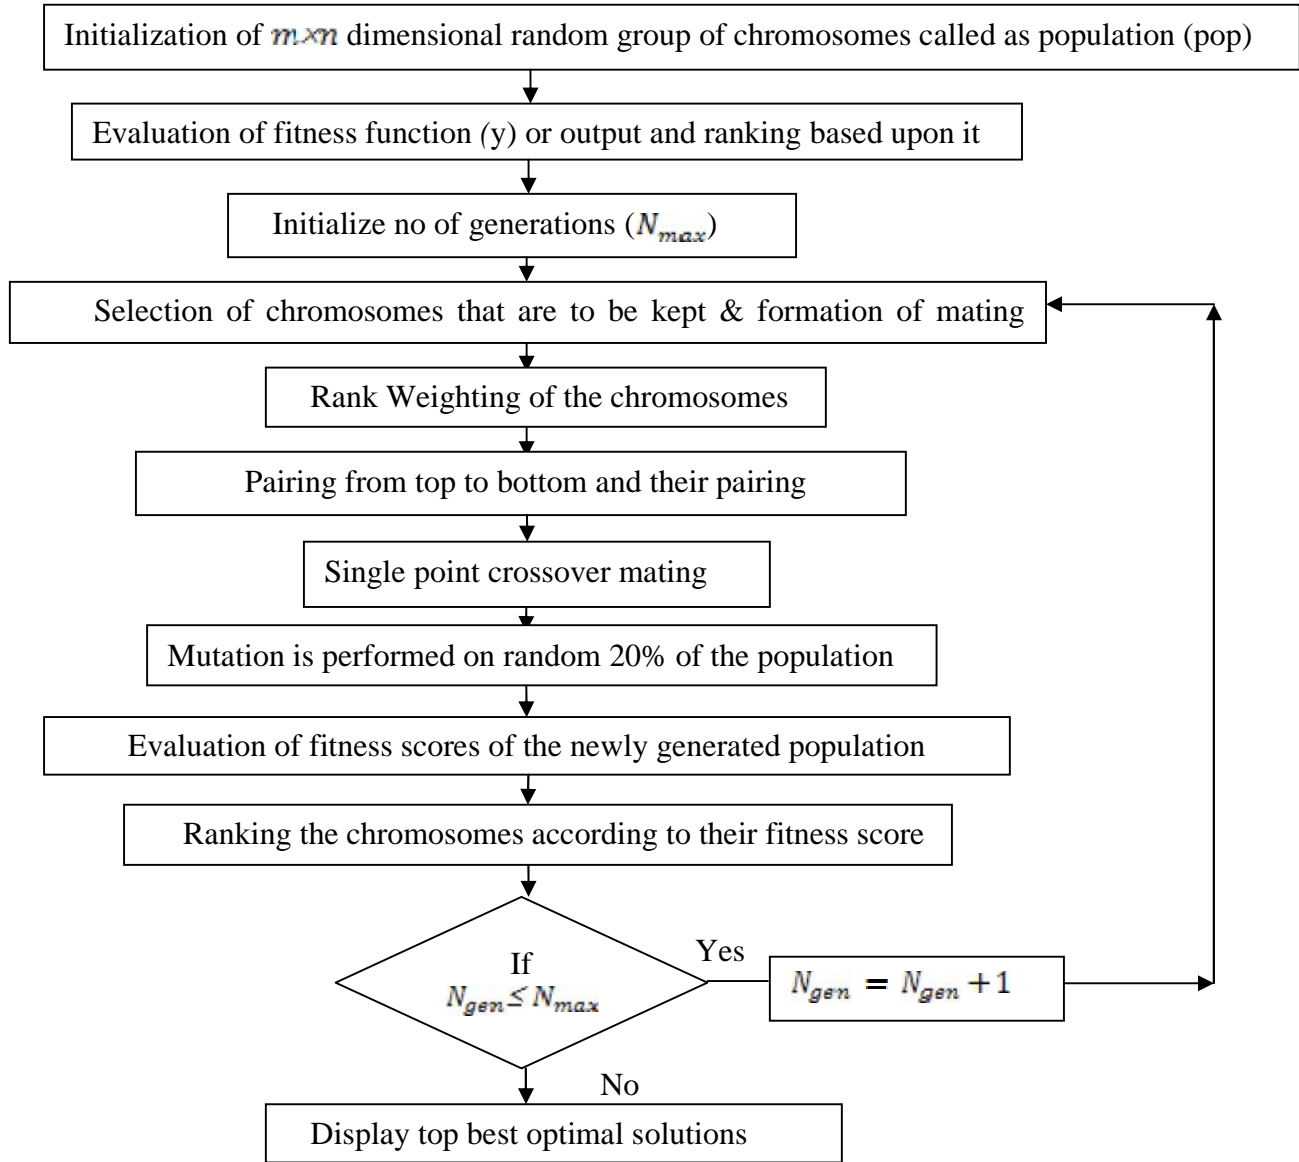 Initialization of m×n dimensional random group of chromosomes called as population (pop)
Evaluation of fitness function (y) or output and ranking based upon it
Initialize no of generations (N_max)
Selection of chromosomes that are to be kept & formation of mating
Rank Weighting of the chromosomes
Pairing from top to bottom and their pairing
Single point crossover mating
Mutation is performed on random 20% of the population
Evaluation of fitness scores of the newly generated population
Ranking the chromosomes according to their fitness score
If
N_gen ≤ N_max
Yes
N_gen = N_gen + 1
No
Display top best optimal solutions